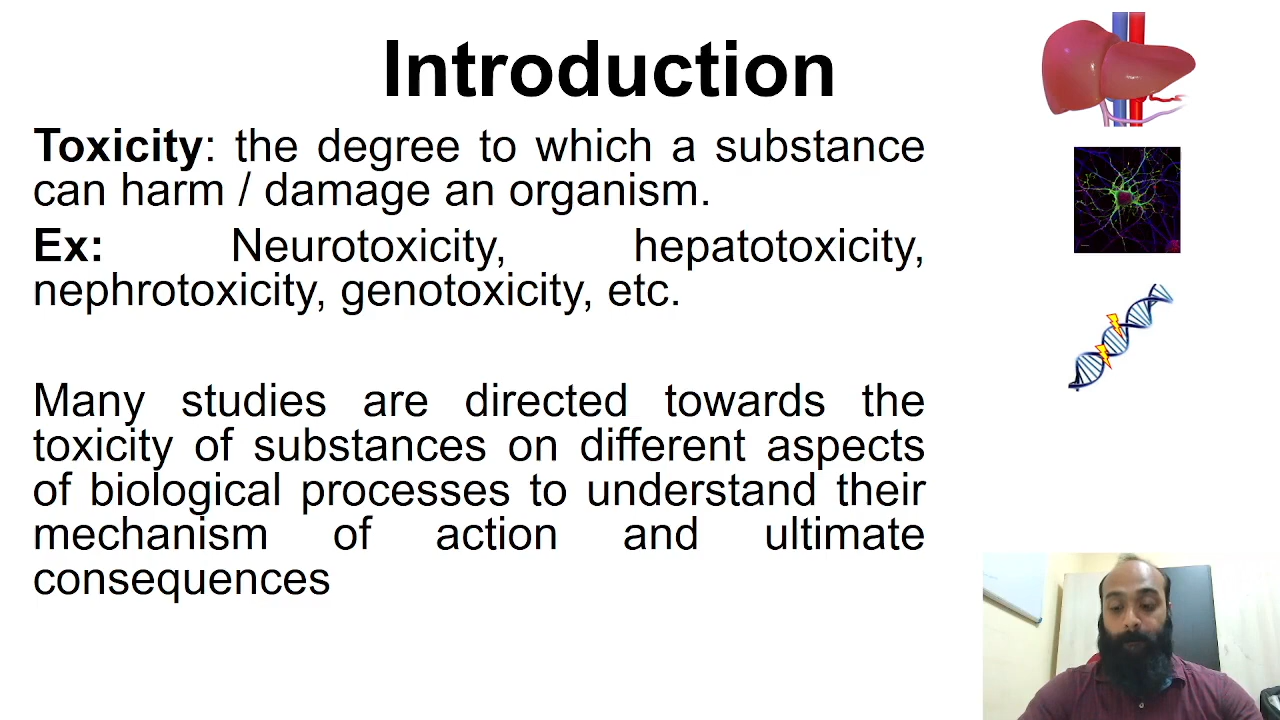 Introduction
Toxicity: the degree to which a substance
can harm / damage an organism.
Ex: Neurotoxicity, hepatotoxicity,
nephrotoxicity, genotoxicity, etc.
Many studies are directed towards the
toxicity of substances on different aspects
of biological processes to understand their
mechanism of action and ultimate
consequences